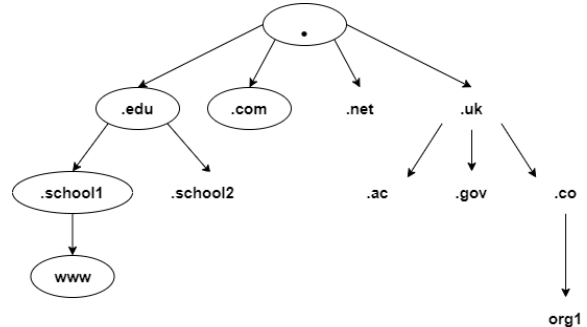 .
.edu .com .net .uk
.school1 .school2 .ac .gov .co
www
org1